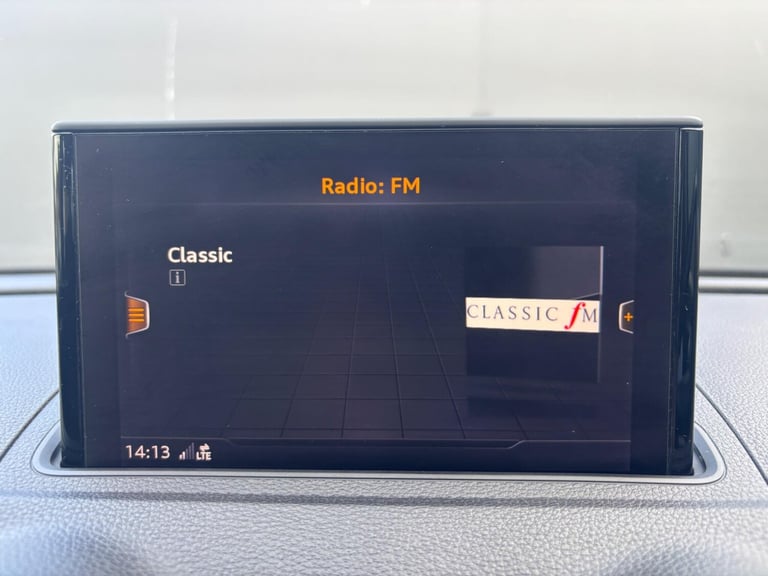 Radio: FM
Classic
i
CLASSIC fM
+
14:13 LTE